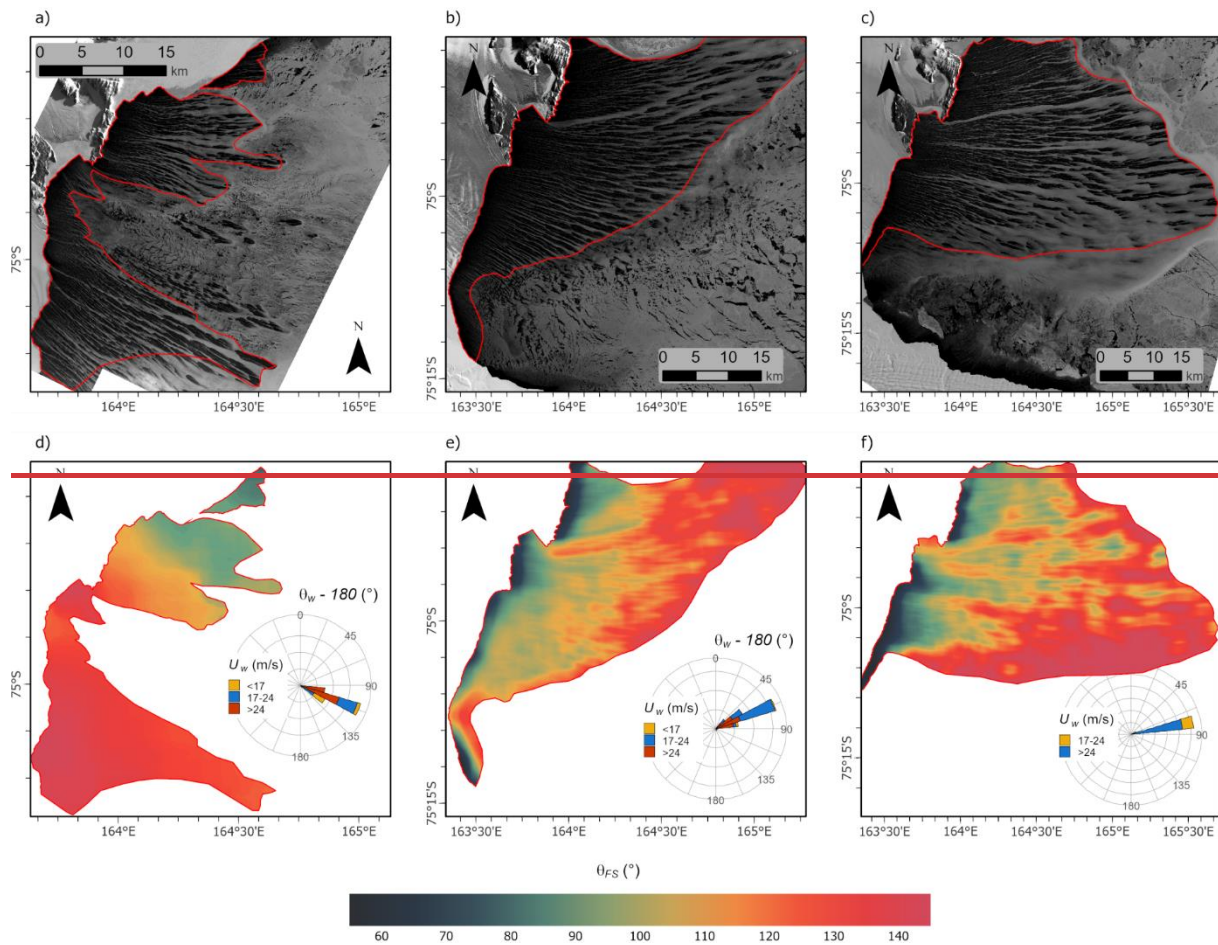 a)
0 5 10 15
km
N
75°S
164°E 164°30'E 165°E
b)
N
75°S
75°15'S
0 5 10 15
km
163°30'E 164°E 164°30'E 165°E
c)
N
75°S
75°15'S
0 5 10 15
km
163°30'E 164°E 164°30'E 165°E 165°30'E
d)
N
75°S
θw - 180 (°)
0
45
90
135
180
Uw (m/s)
<17
17-24
>24
164°E 164°30'E 165°E
e)
N
75°S
75°15'S
θw - 180 (°)
0
45
90
135
180
Uw (m/s)
<17
17-24
>24
163°30'E 164°E 164°30'E 165°E
f)
N
75°S
75°15'S
45
90
135
180
Uw (m/s)
17-24
>24
163°30'E 164°E 164°30'E 165°E 165°30'E
θFS (°)
60 70 80 90 100 110 120 130 140